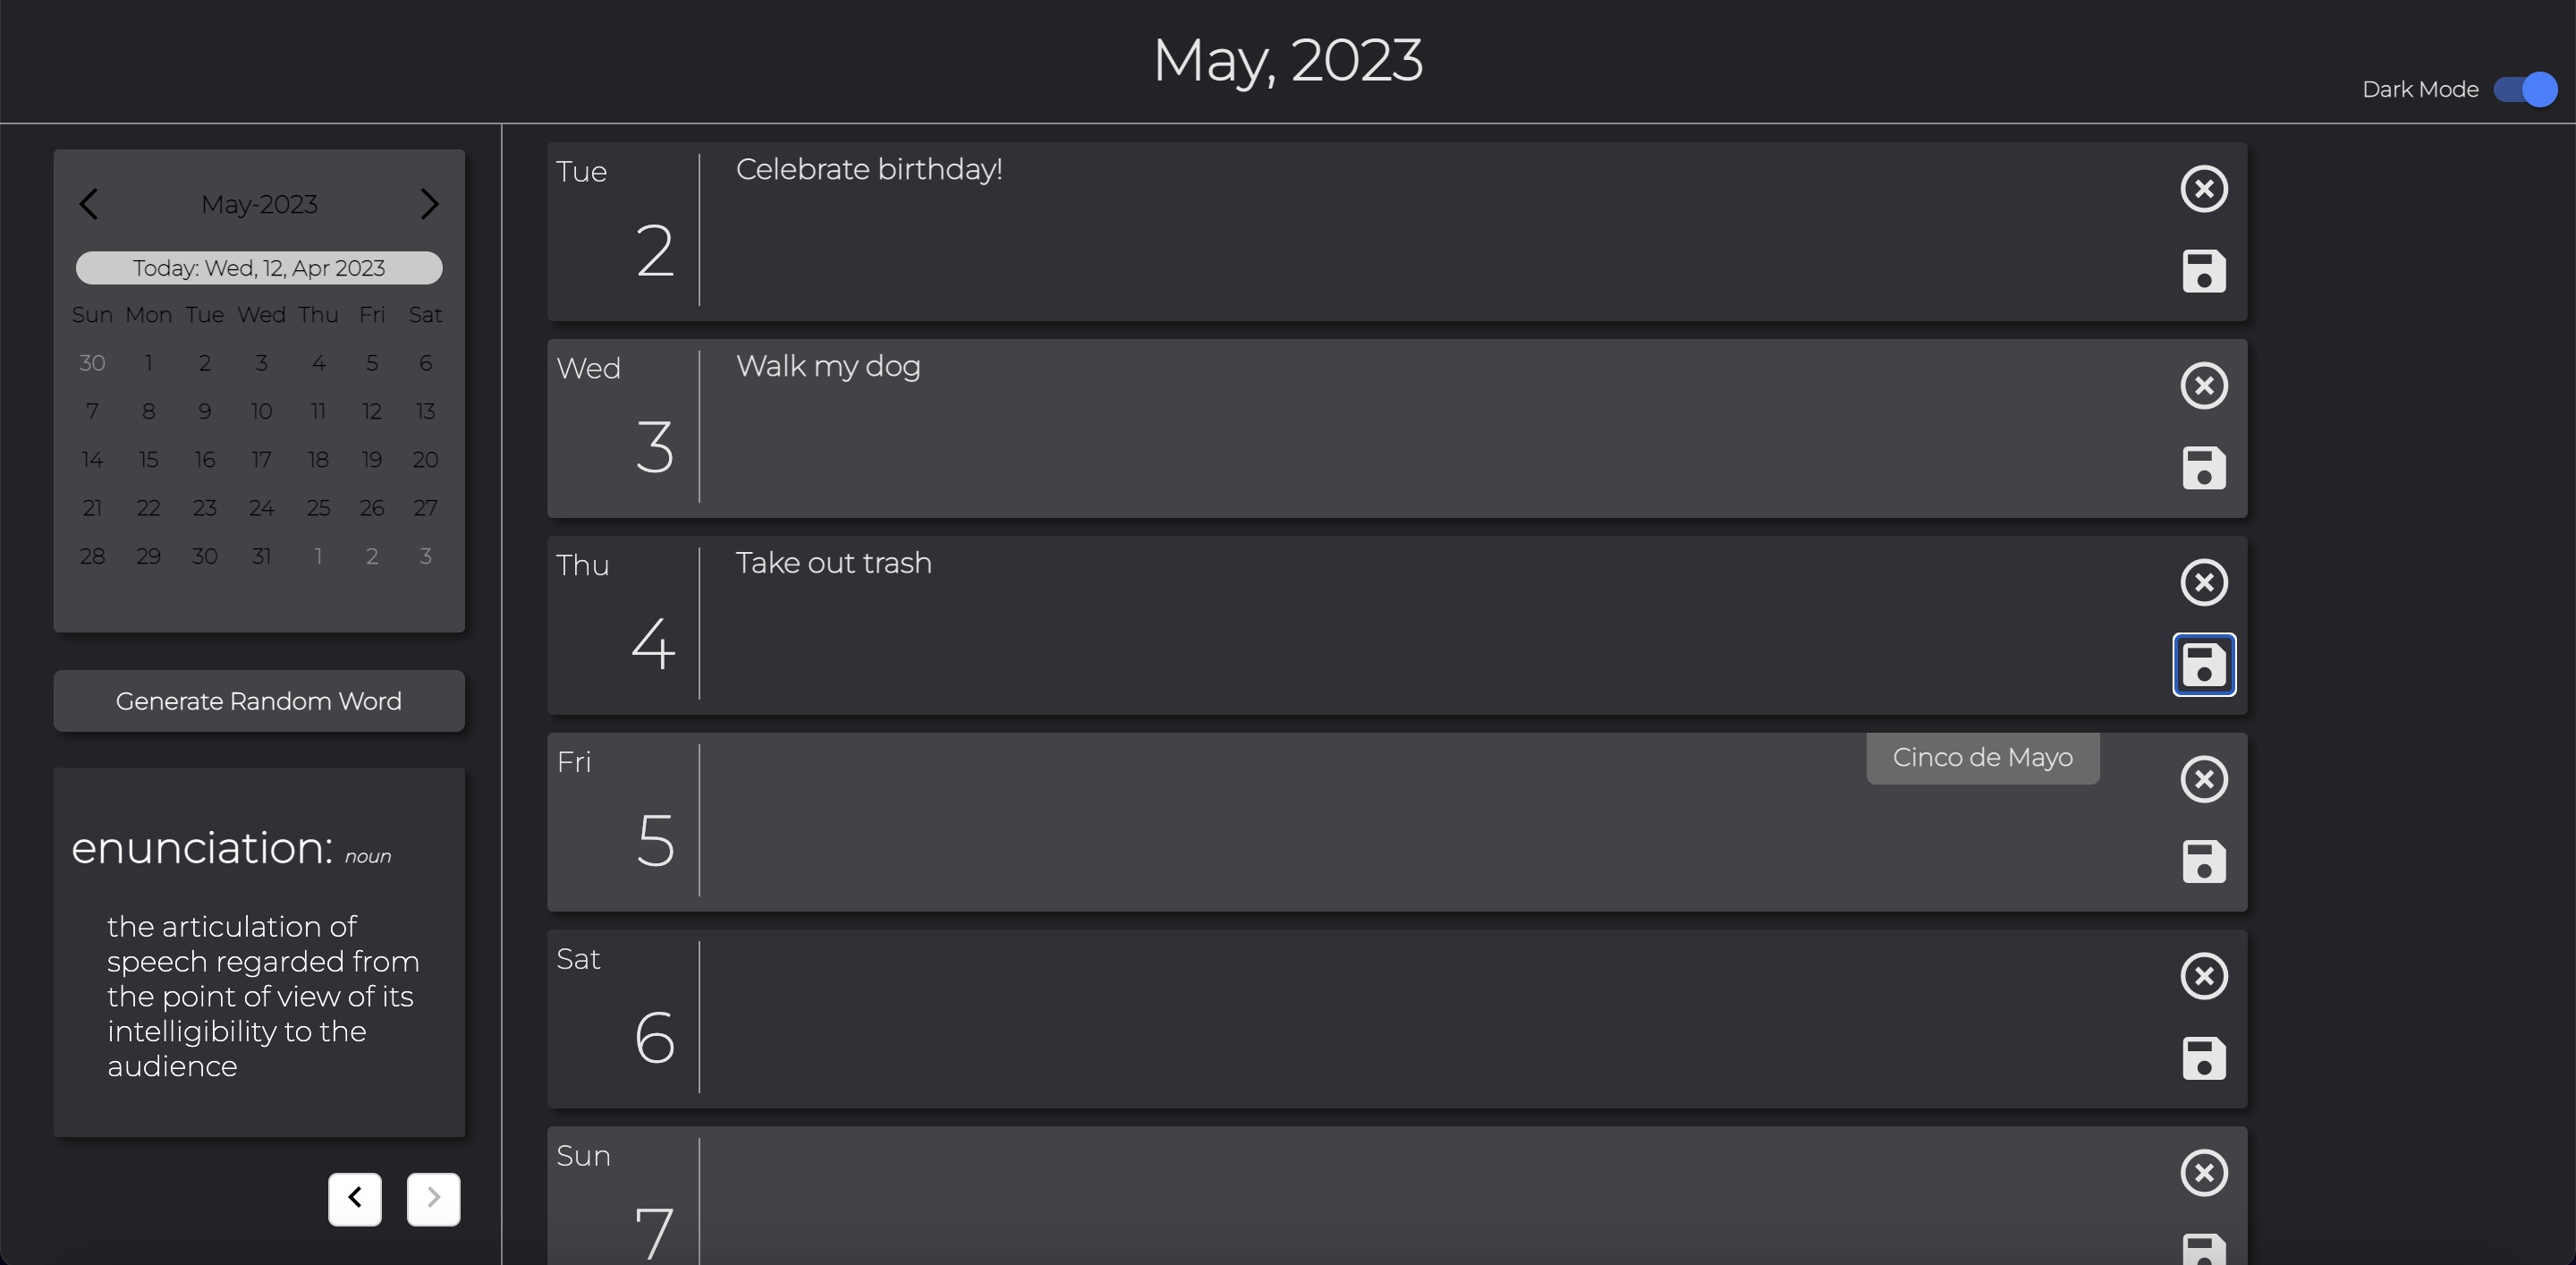 May, 2023
Dark Mode
May-2023
Today: Wed, 12, Apr 2023
Sun Mon Tue Wed Thu Fri Sat
30 1 2 3 4 5 6
7 8 9 10 11 12 13
14 15 16 17 18 19 20
21 22 23 24 25 26 27
28 29 30 31 1 2 3
Generate Random Word
enunciation: noun
the articulation of
speech regarded from
the point of view of its
intelligibility to the
audience
Tue
2
Celebrate birthday!
Wed
3
Walk my dog
Thu
4
Take out trash
Fri
5
Cinco de Mayo
Sat
6
Sun
7